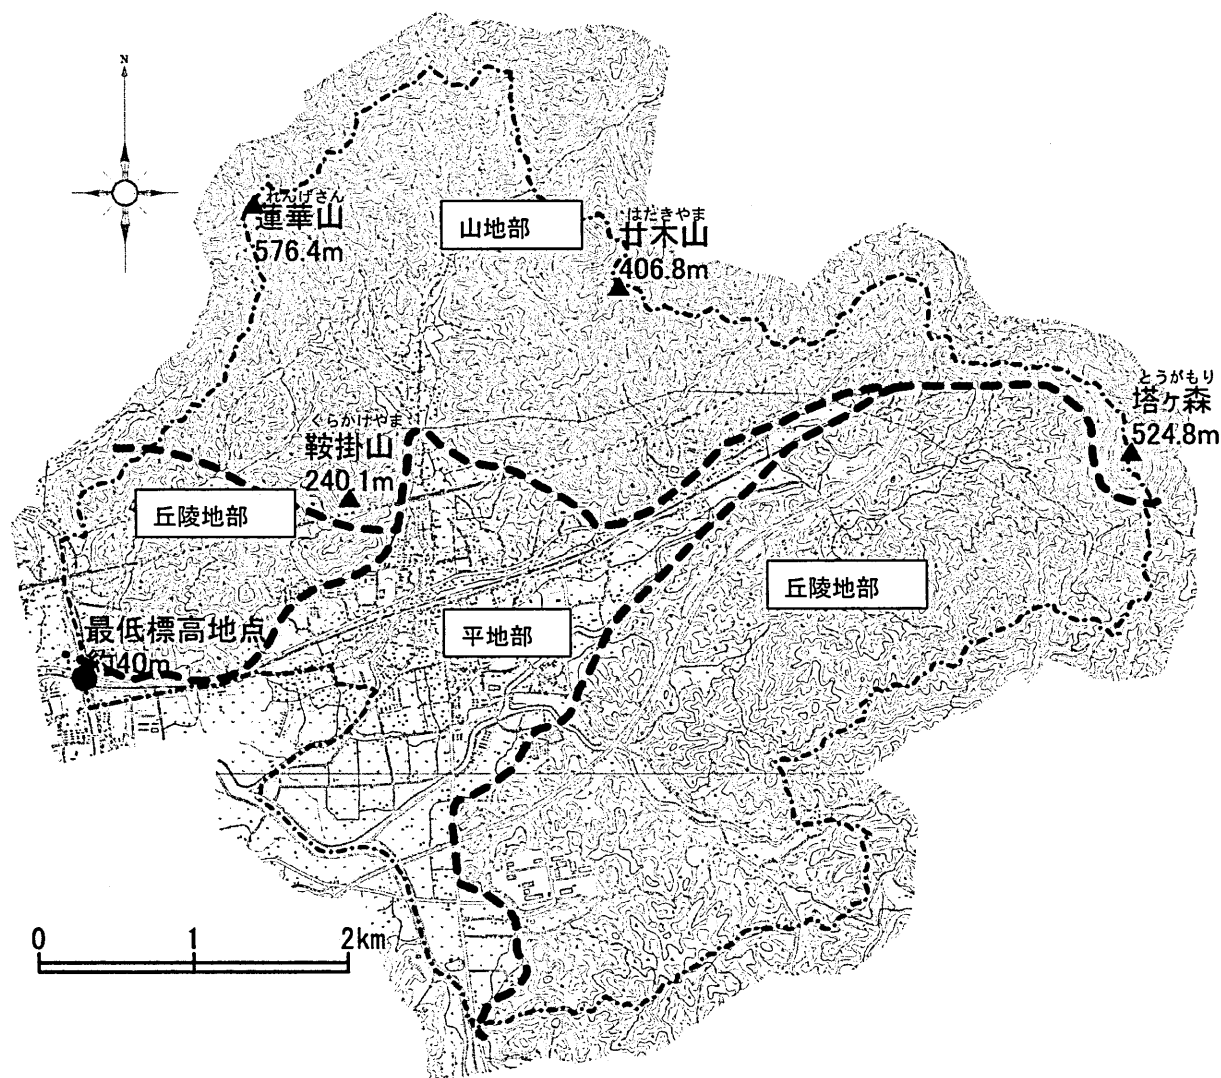 N
れんげさん
蓮華山
576.4m
山地部
はたきやま
廿木山
406.8m
とうがもり
塔ヶ森
524.8m
くらかけやま
鞍掛山
240.1m
丘陵地部
丘陵地部
最低標高地点
約40m
平地部
0 1 2km